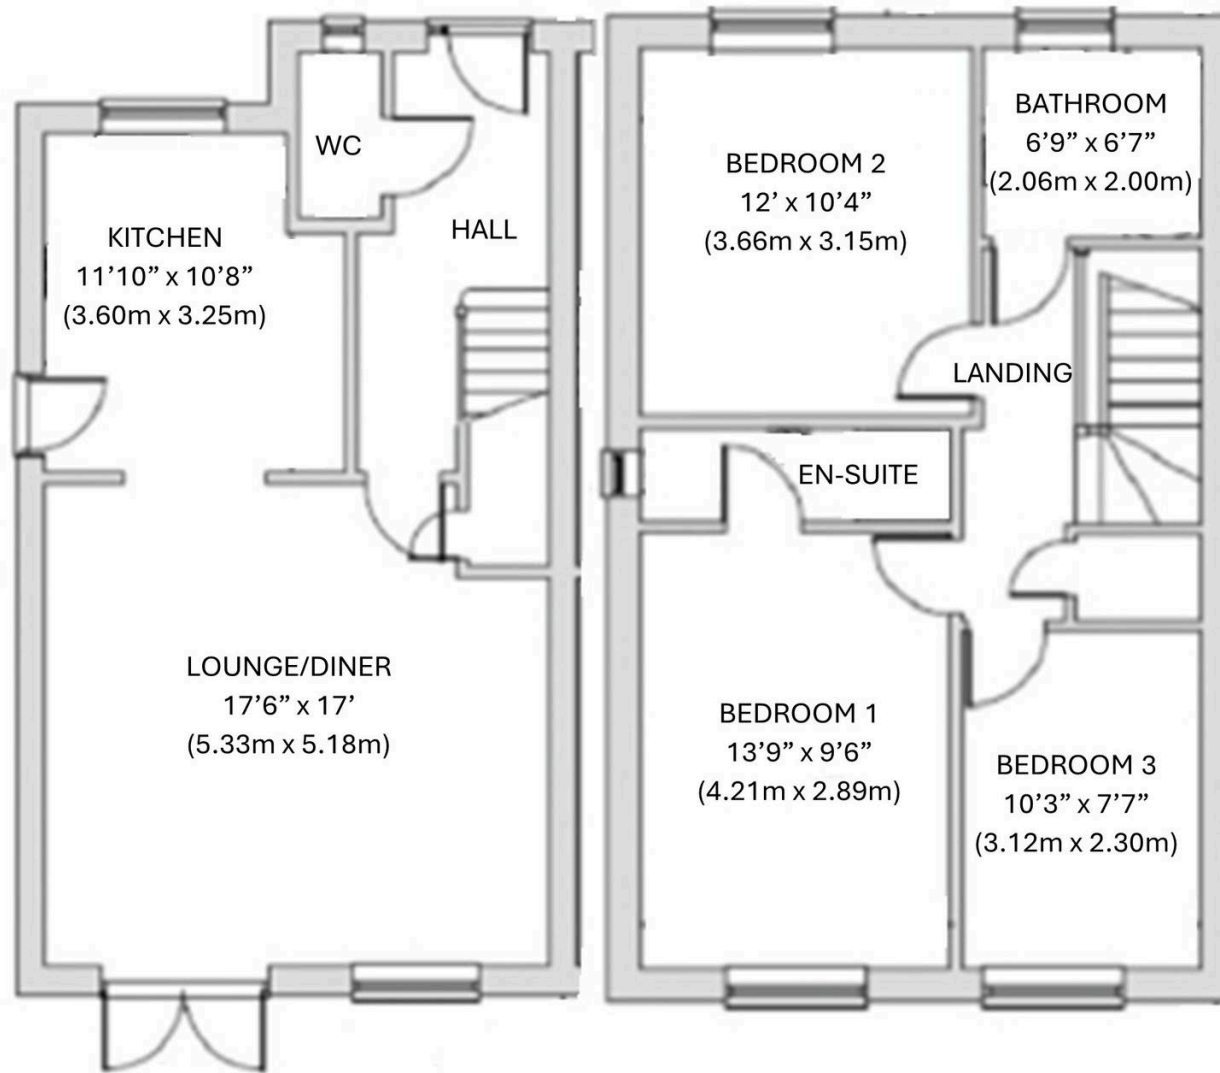 WC
HALL
KITCHEN
11’10” x 10’8”
(3.60m x 3.25m)
LOUNGE/DINER
17’6” x 17’
(5.33m x 5.18m)
BEDROOM 2
12’ x 10’4”
(3.66m x 3.15m)
BATHROOM
6’9” x 6’7”
(2.06m x 2.00m)
LANDING
EN-SUITE
BEDROOM 1
13’9” x 9’6”
(4.21m x 2.89m)
BEDROOM 3
10’3” x 7’7”
(3.12m x 2.30m)